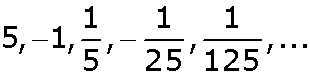 5, −1, 1/5, −1/25, 1/125, ...